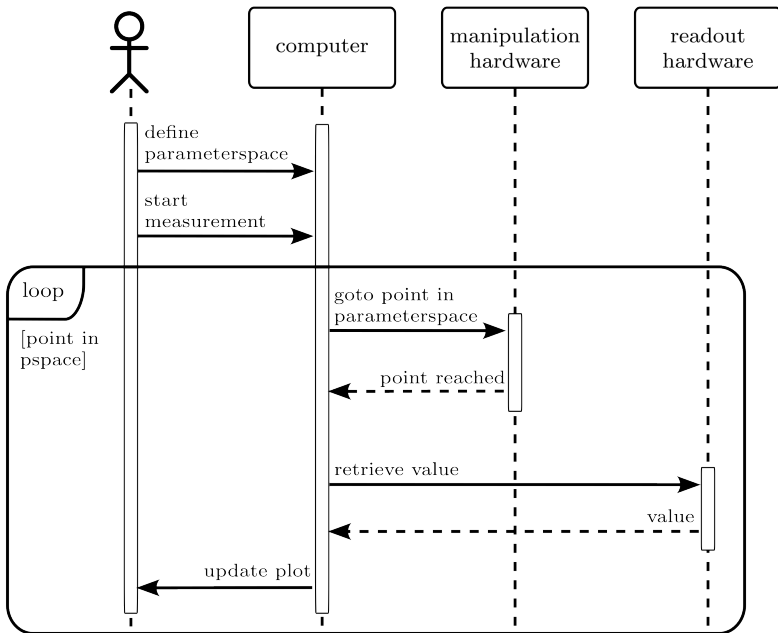 computer
manipulation
hardware
readout
hardware
define
parameterspace
start
measurement
loop
[point in
pspace]
goto point in
parameterspace
point reached
retrieve value
value
update plot